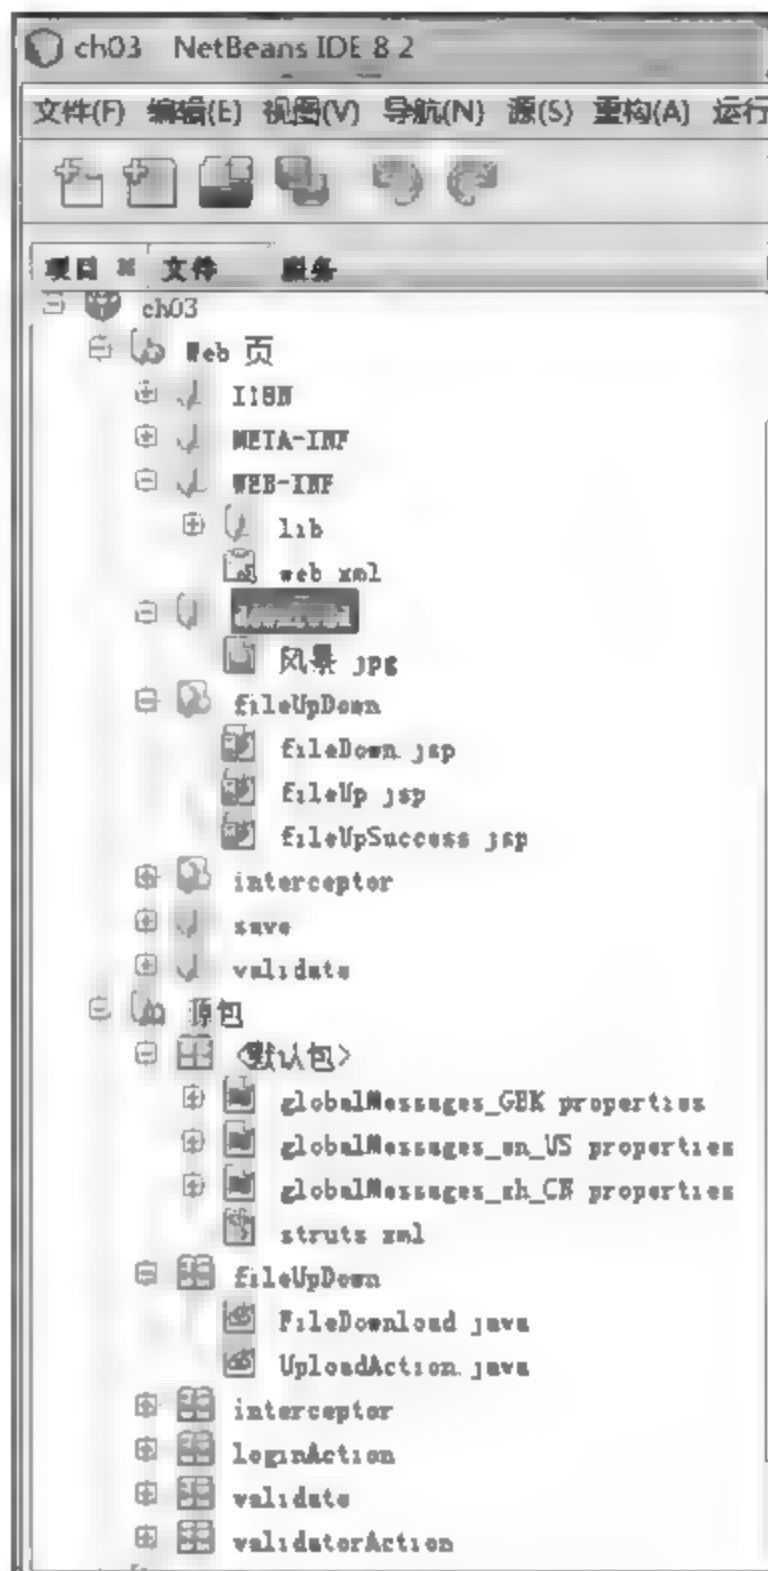 ch03 NetBeans IDE 8.2
文件(F) 编辑(E) 视图(V) 导航(N) 源(S) 重构(A) 运行
项目 文件 服务
ch03
Web 页
I18N
META-INF
WEB-INF
lib
web.xml
download
风景.jpg
fileUpDown
fileDown.jsp
fileUp.jsp
fileUpSuccess.jsp
interceptor
save
validate
源包
<默认包>
globalMessages_GBK.properties
globalMessages_en_US.properties
globalMessages_zh_CN.properties
struts.xml
fileUpDown
FileDownload.java
UploadAction.java
interceptor
loginAction
validate
validatorAction